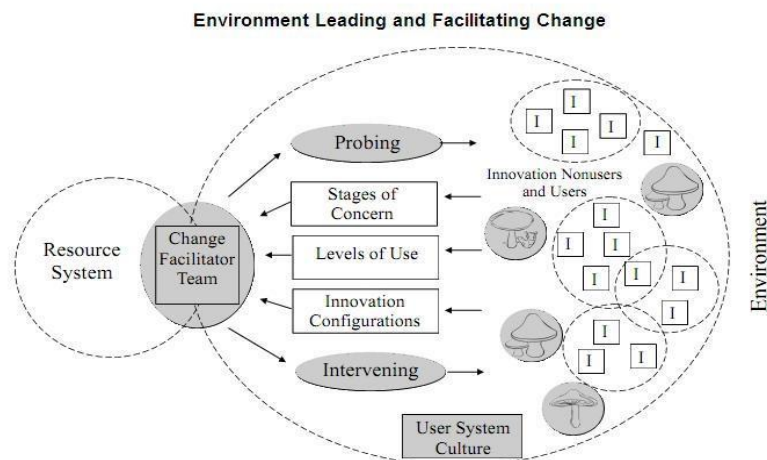 Environment Leading and Facilitating Change
I
I
I
I
I
Probing
Innovation Nonusers
and Users
Stages of
Concern
Resource
System
Change
Facilitator
Team
Levels of Use
Innovation
Configurations
Intervening
I
I
I
I
I
I
I
I
I
I
User System
Culture
Environment